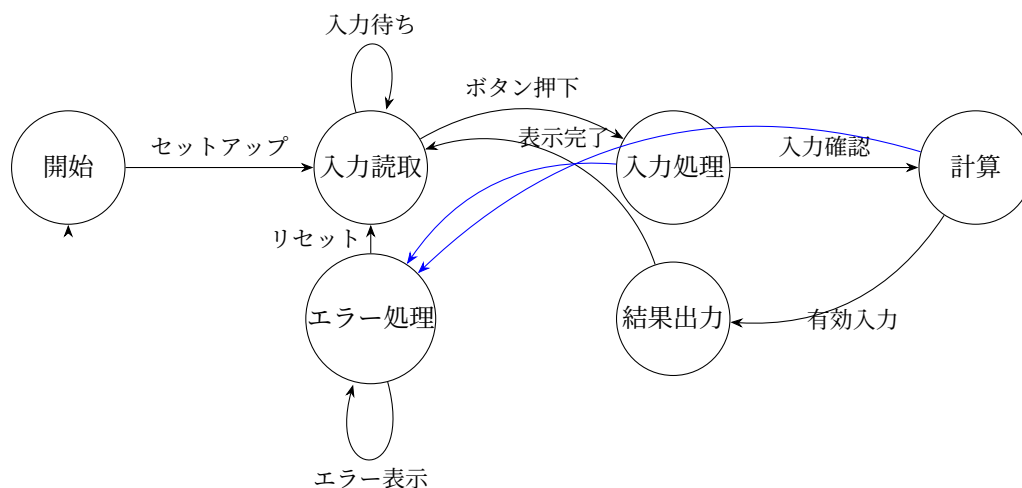 入力待ち
ボタン押下
表示完了
セットアップ
入力確認
開始
入力読取
入力処理
計算
リセット
エラー処理
結果出力
有効入力
エラー表示